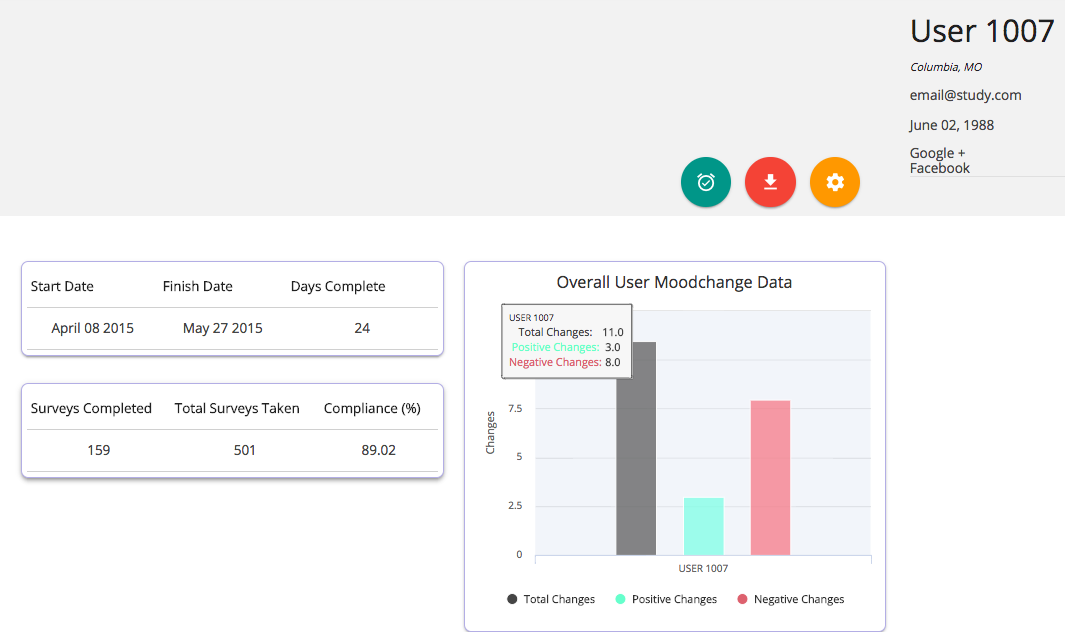 User 1007
Columbia, MO
email@study.com
June 02, 1988
Google +
Facebook
Start Date Finish Date Days Complete
April 08 2015 May 27 2015 24
Surveys Completed Total Surveys Taken Compliance (%)
159 501 89.02
Overall User Moodchange Data
USER 1007
Total Changes: 11.0
Positive Changes: 3.0
Negative Changes: 8.0
Changes
7.5
5
2.5
0
USER 1007
Total Changes Positive Changes Negative Changes